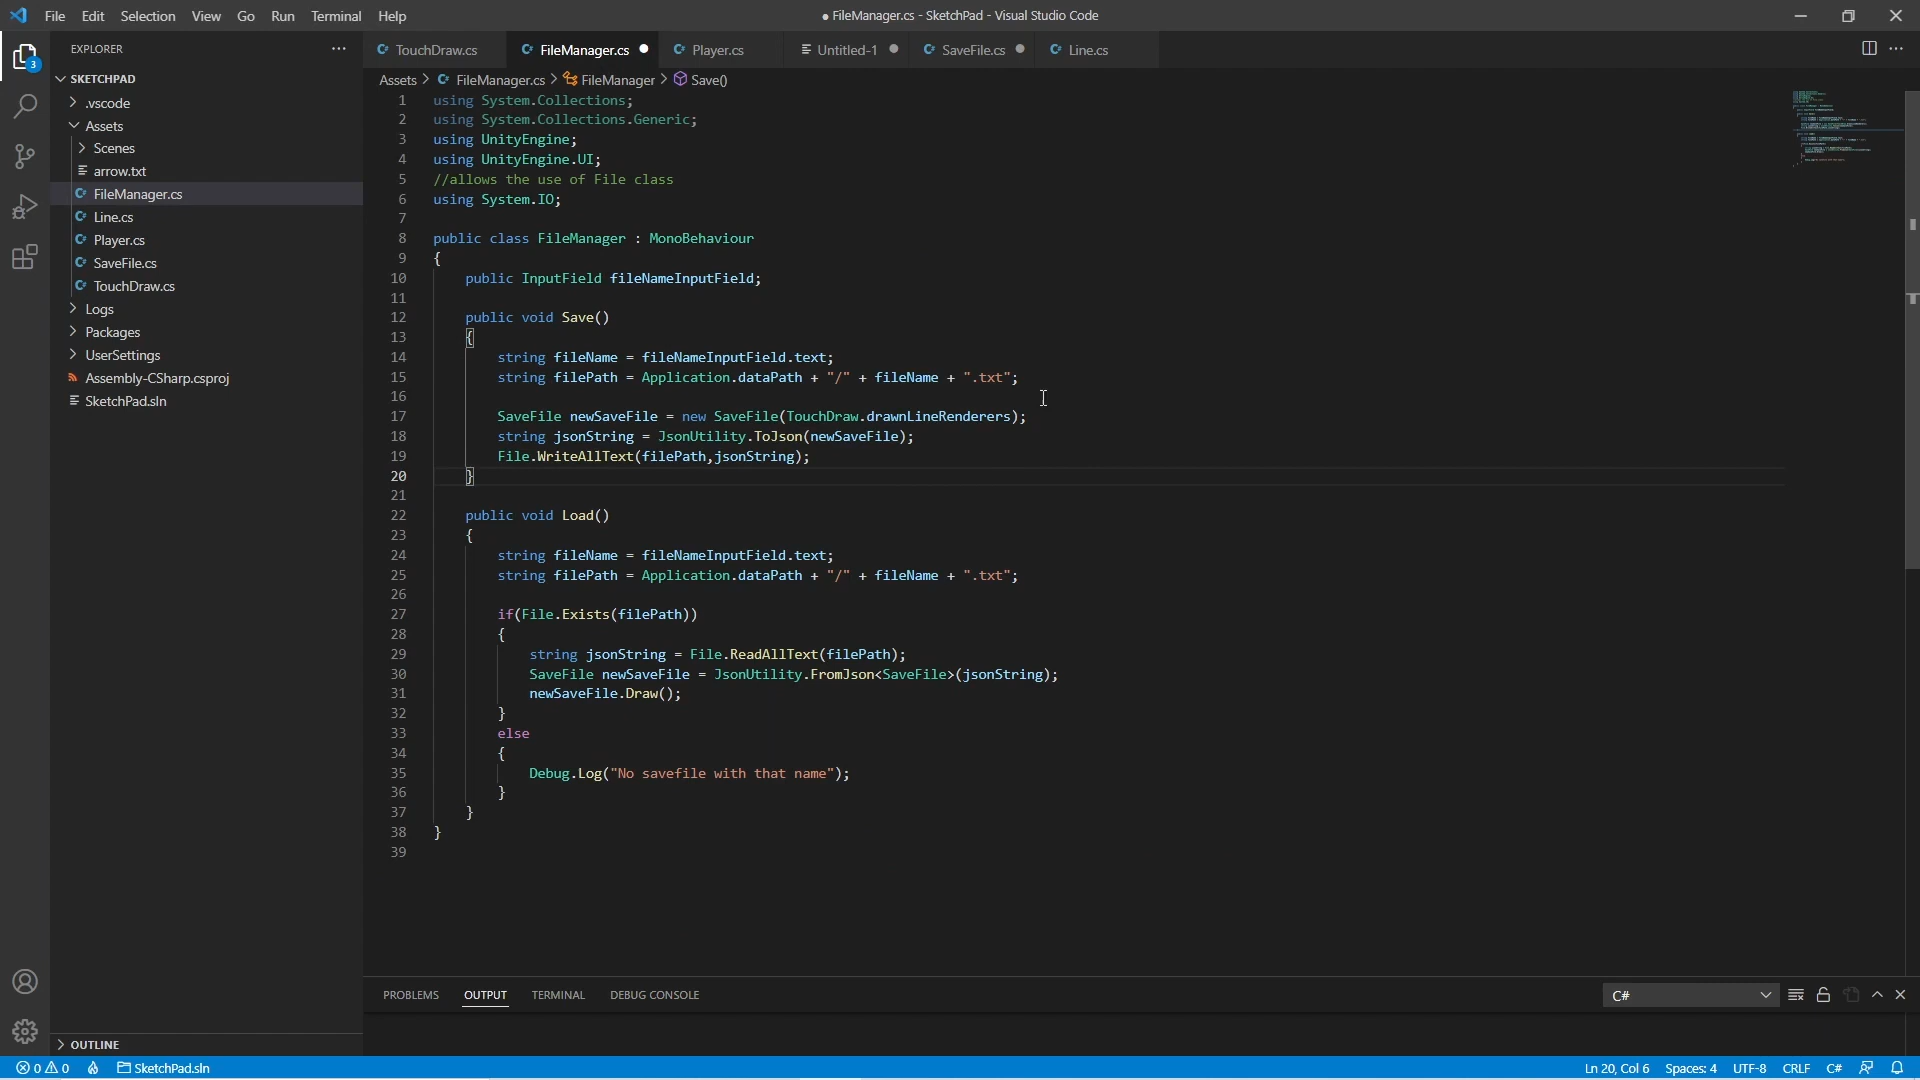 File Edit Selection View Go Run Terminal Help
● FileManager.cs - SketchPad - Visual Studio Code
EXPLORER
SKETCHPAD
.vscode
Assets
Scenes
arrow.txt
FileManager.cs
Line.cs
Player.cs
SaveFile.cs
TouchDraw.cs
Logs
Packages
UserSettings
Assembly-CSharp.csproj
SketchPad.sln
OUTLINE
3
TouchDraw.cs FileManager.cs Player.cs Untitled-1 SaveFile.cs Line.cs
Assets > FileManager.cs > FileManager > Save()
1 using System.Collections;
2 using System.Collections.Generic;
3 using UnityEngine;
4 using UnityEngine.UI;
5 //allows the use of File class
6 using System.IO;
7
8 public class FileManager : MonoBehaviour
9 {
10 public InputField fileNameInputField;
11
12 public void Save()
13 {
14 string fileName = fileNameInputField.text;
15 string filePath = Application.dataPath + "/" + fileName + ".txt";
16
17 SaveFile newSaveFile = new SaveFile(TouchDraw.drawnLineRenderers);
18 string jsonString = JsonUtility.ToJson(newSaveFile);
19 File.WriteAllText(filePath,jsonString);
20 }
21
22 public void Load()
23 {
24 string fileName = fileNameInputField.text;
25 string filePath = Application.dataPath + "/" + fileName + ".txt";
26
27 if(File.Exists(filePath))
28 {
29 string jsonString = File.ReadAllText(filePath);
30 SaveFile newSaveFile = JsonUtility.FromJson<SaveFile>(jsonString);
31 newSaveFile.Draw();
32 }
33 else
34 {
35 Debug.Log("No savefile with that name");
36 }
37 }
38 }
39
PROBLEMS OUTPUT TERMINAL DEBUG CONSOLE
C#
0 0 SketchPad.sln
Ln 20, Col 6 Spaces: 4 UTF-8 CRLF C#